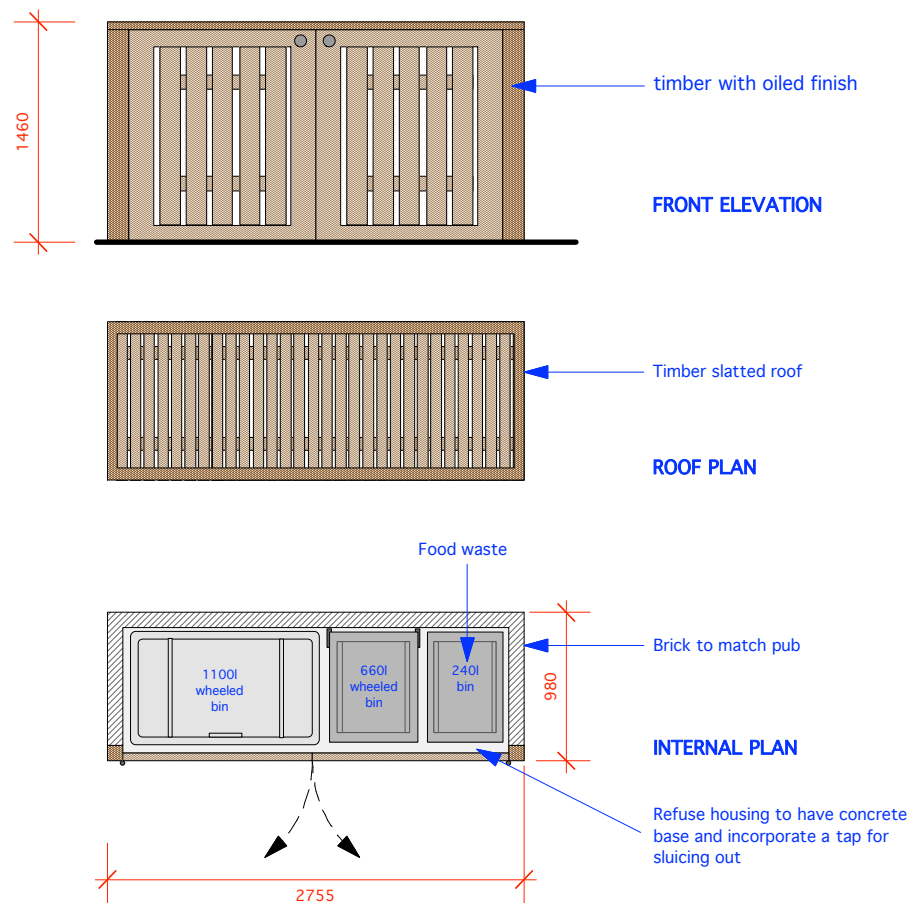 1460
timber with oiled finish
FRONT ELEVATION
Timber slatted roof
ROOF PLAN
Food waste
1100l
wheeled
bin
660l
wheeled
bin
240l
bin
Brick to match pub
980
INTERNAL PLAN
Refuse housing to have concrete
base and incorporate a tap for
sluicing out
2755